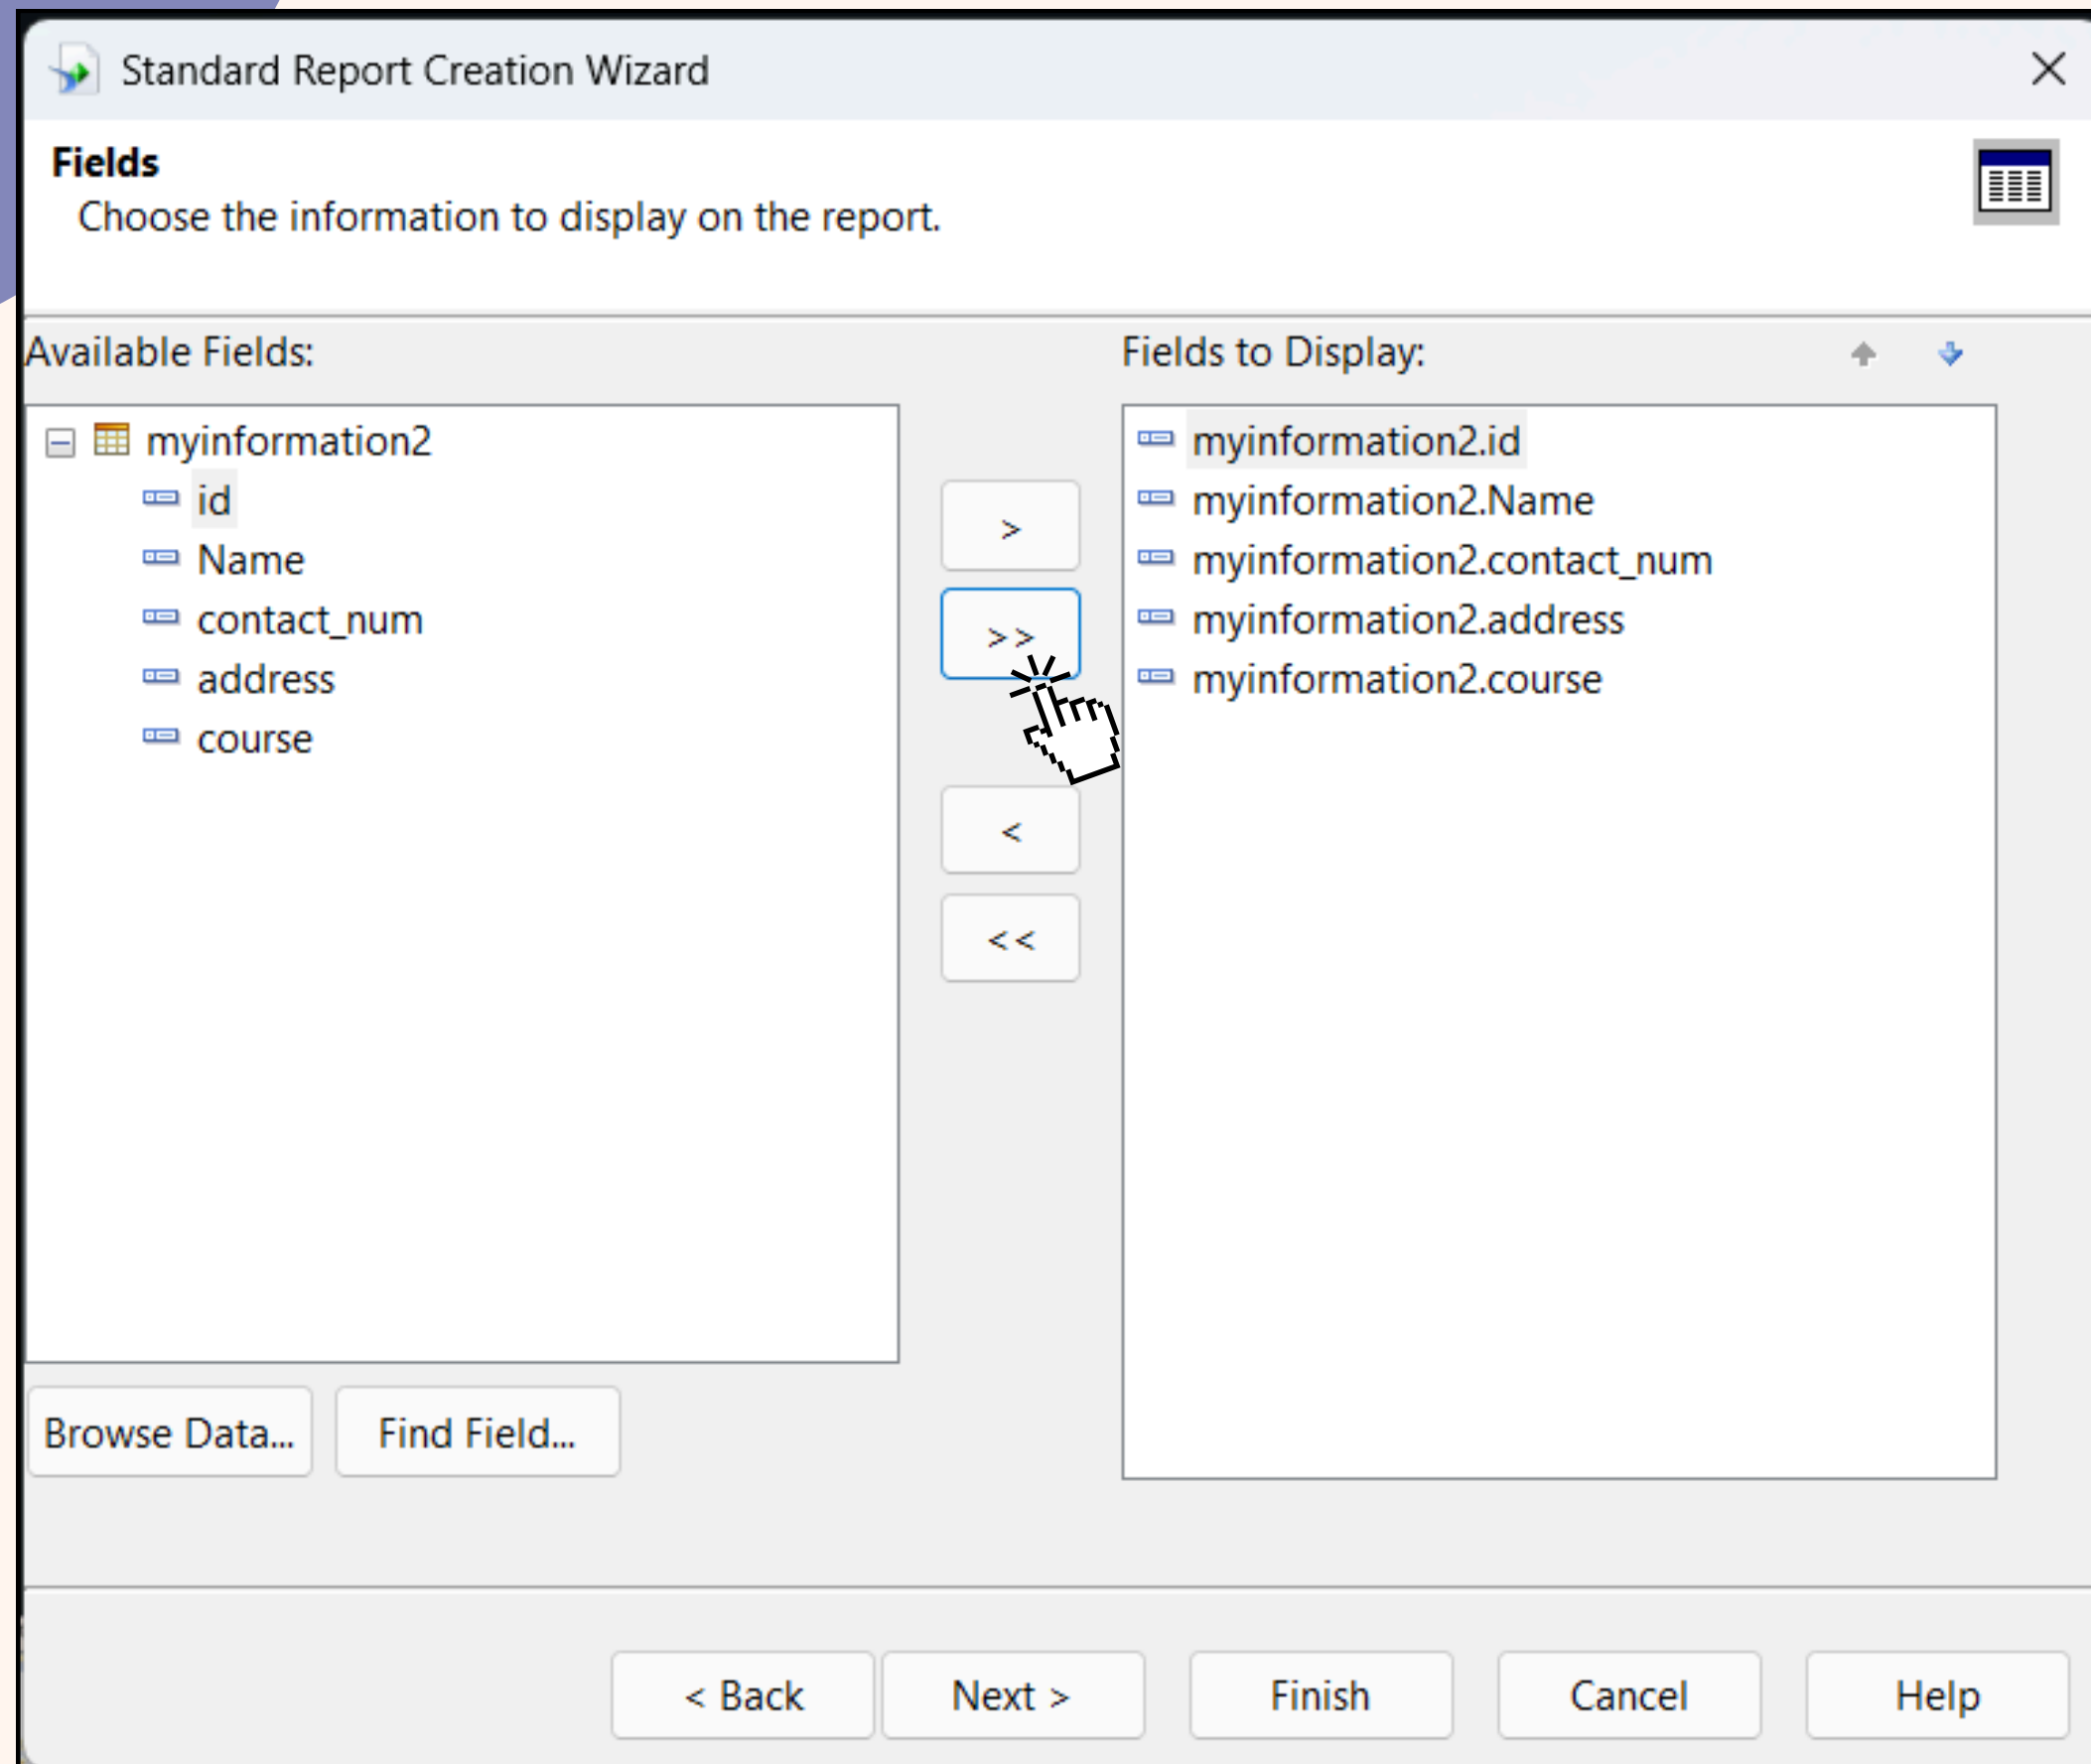 Standard Report Creation Wizard
Fields
Choose the information to display on the report.
Available Fields:
myinformation2
id
Name
contact_num
address
course
>
>>
<
<<
Fields to Display:
myinformation2.id
myinformation2.Name
myinformation2.contact_num
myinformation2.address
myinformation2.course
Browse Data...
Find Field...
< Back
Next >
Finish
Cancel
Help